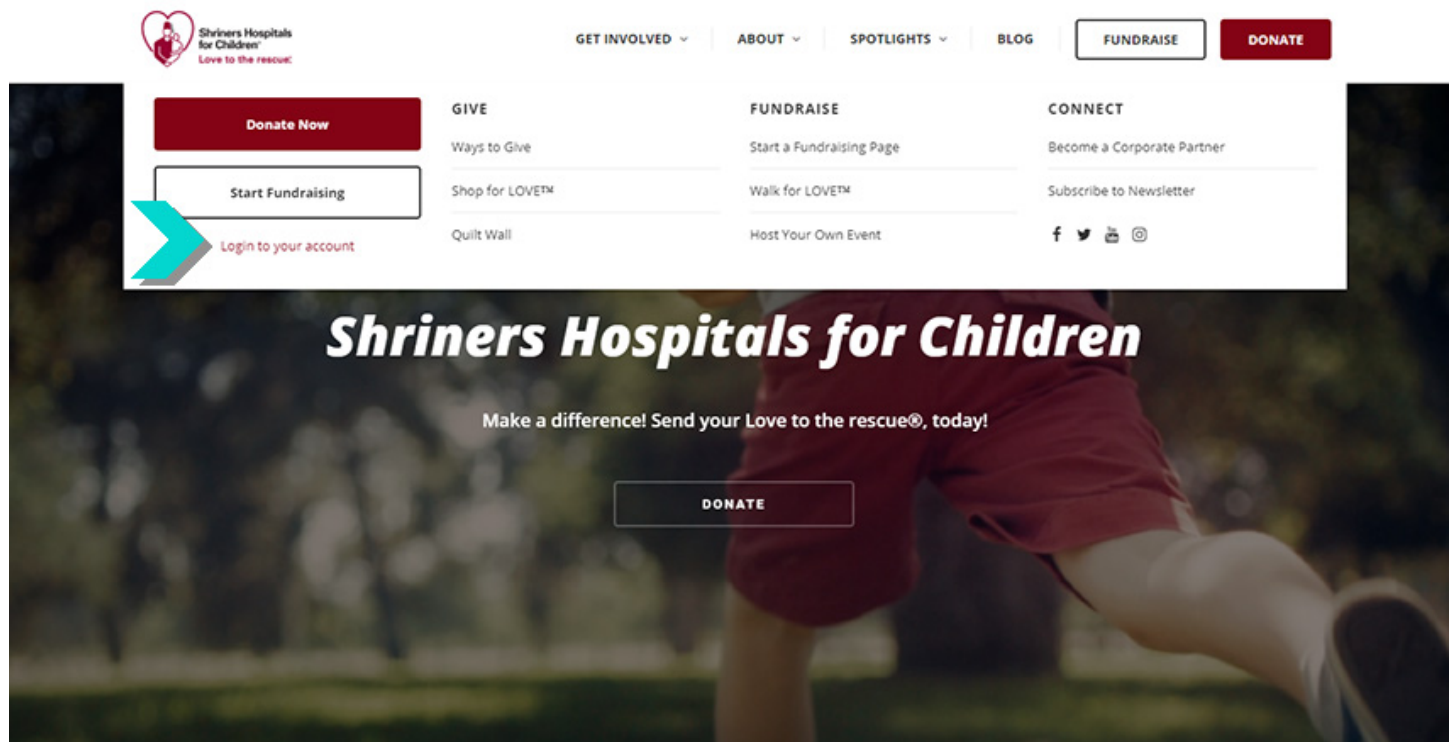 Shriners Hospitals
for Children®
Love to the rescue®
GET INVOLVED
ABOUT
SPOTLIGHTS
BLOG
FUNDRAISE
DONATE
Donate Now
Start Fundraising
Login to your account
GIVE
Ways to Give
Shop for LOVE™
Quilt Wall
FUNDRAISE
Start a Fundraising Page
Walk for LOVE™
Host Your Own Event
CONNECT
Become a Corporate Partner
Subscribe to Newsletter
Shriners Hospitals for Children
Make a difference! Send your Love to the rescue®, today!
DONATE